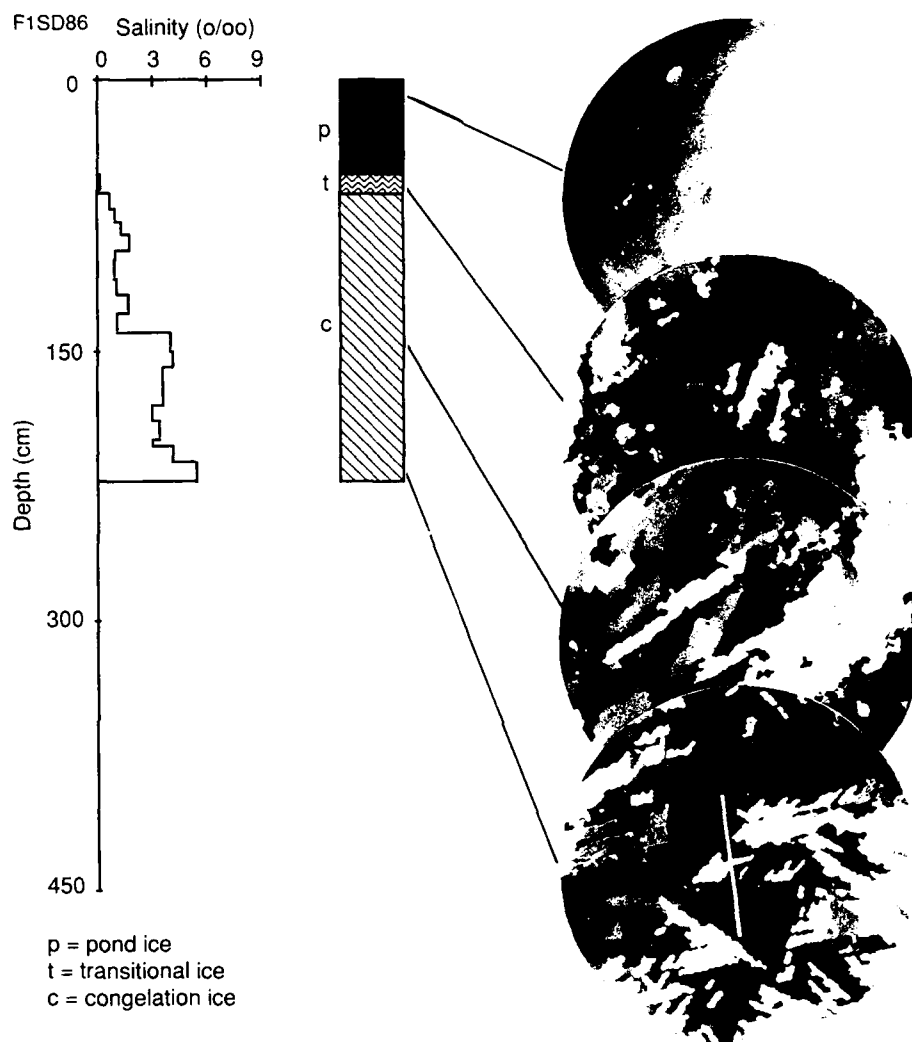 F1SD86
Salinity (o/oo)
0 3 6 9
0
150
300
450
Depth (cm)
p
t
c
p = pond ice
t = transitional ice
c = congelation ice